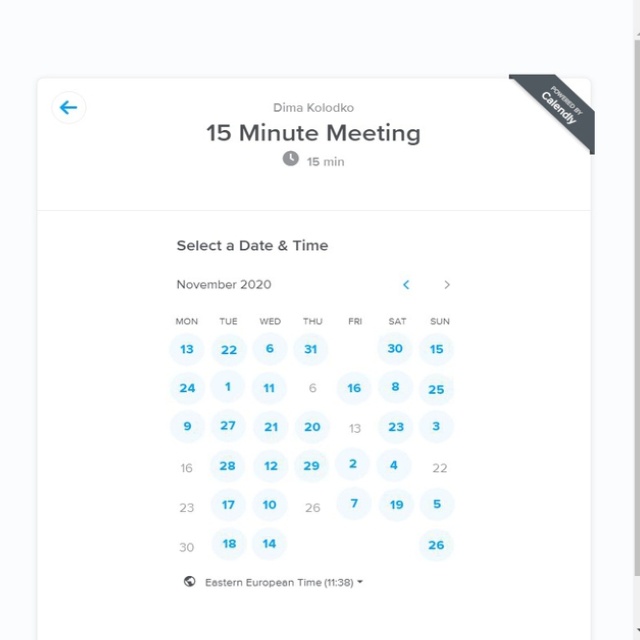 POWERED BY
Calendly
Dima Kolodko
15 Minute Meeting
15 min
Select a Date & Time
November 2020
MON TUE WED THU FRI SAT SUN
13 22 6 31 30 15
24 1 11 6 16 8 25
9 27 21 20 13 23 3
16 28 12 29 2 4 22
23 17 10 26 7 19 5
30 18 14 26
Eastern European Time (11:38)